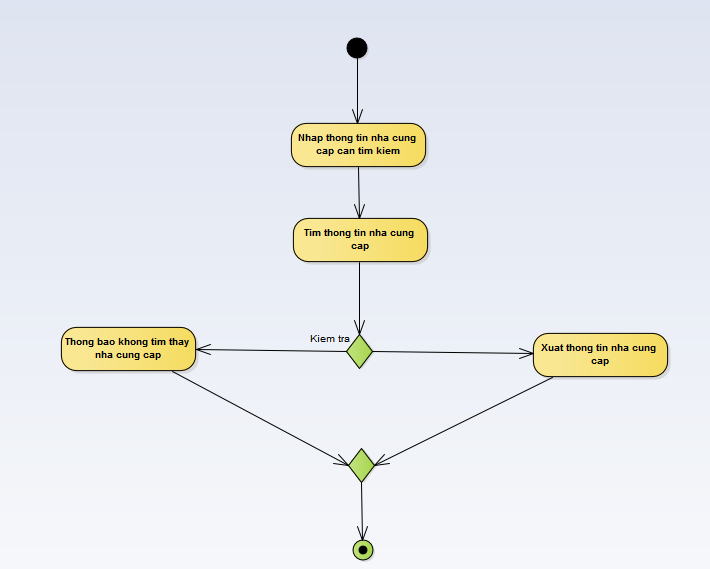 Nhap thong tin nha cung
cap can tim kiem
Tim thong tin nha cung
cap
Kiem tra
Thong bao khong tim thay
nha cung cap
Xuat thong tin nha cung
cap